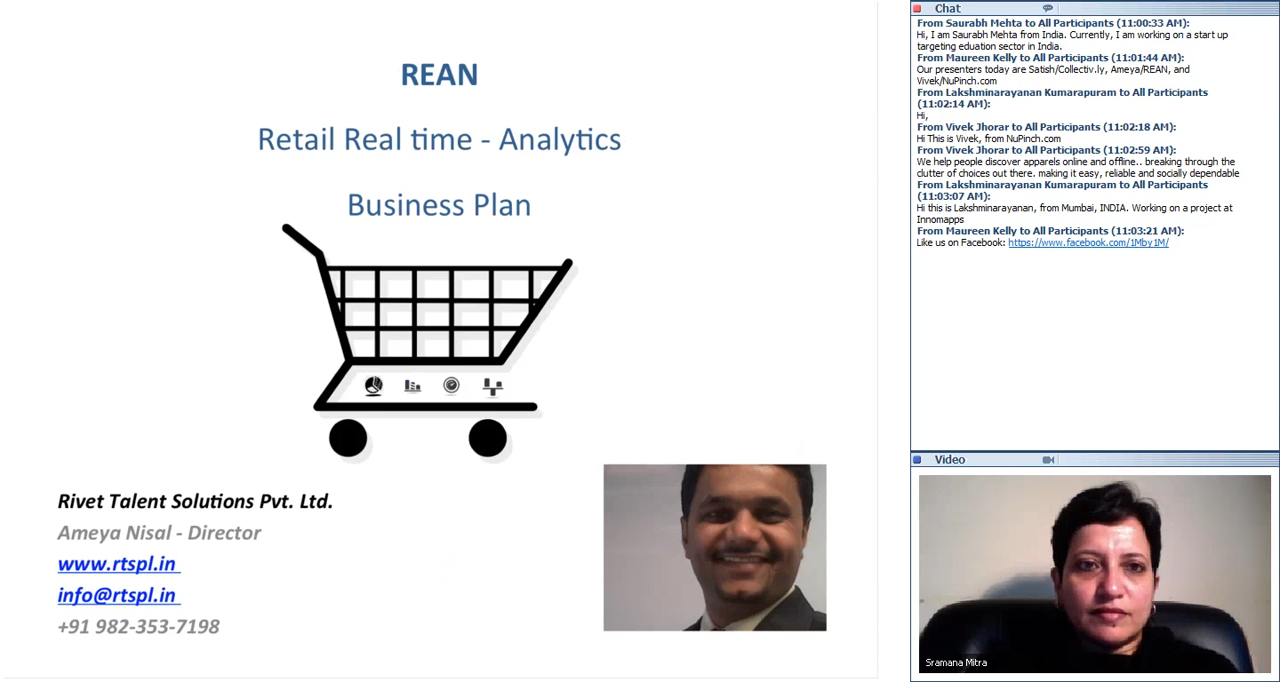 REAN
Retail Real time - Analytics
Business Plan
Rivet Talent Solutions Pvt. Ltd.
Ameya Nisal - Director
www.rtspl.in
info@rtspl.in
+91 982-353-7198
Chat
From Saurabh Mehta to All Participants (11:00:33 AM):
Hi, I am Saurabh Mehta from India. Currently, I am working on a start up
targeting eduation sector in India.
From Maureen Kelly to All Participants (11:01:44 AM):
Our presenters today are Satish/Collectiv.ly, Ameya/REAN, and
Vivek/NuPinch.com
From Lakshminarayanan Kumarapuram to All Participants
(11:02:14 AM):
Hi,
From Vivek Jhorar to All Participants (11:02:18 AM):
Hi This is Vivek, from NuPinch.com
From Vivek Jhorar to All Participants (11:02:59 AM):
We help people discover apparels online and offline.. breaking through the
clutter of choices out there. making it easy, reliable and socially dependable
From Lakshminarayanan Kumarapuram to All Participants
(11:03:07 AM):
Hi this is Lakshminarayanan, from Mumbai, INDIA. Working on a project at
Innomapps
From Maureen Kelly to All Participants (11:03:21 AM):
Like us on Facebook: https://www.facebook.com/1Mby1M/
Video
Sramana Mitra